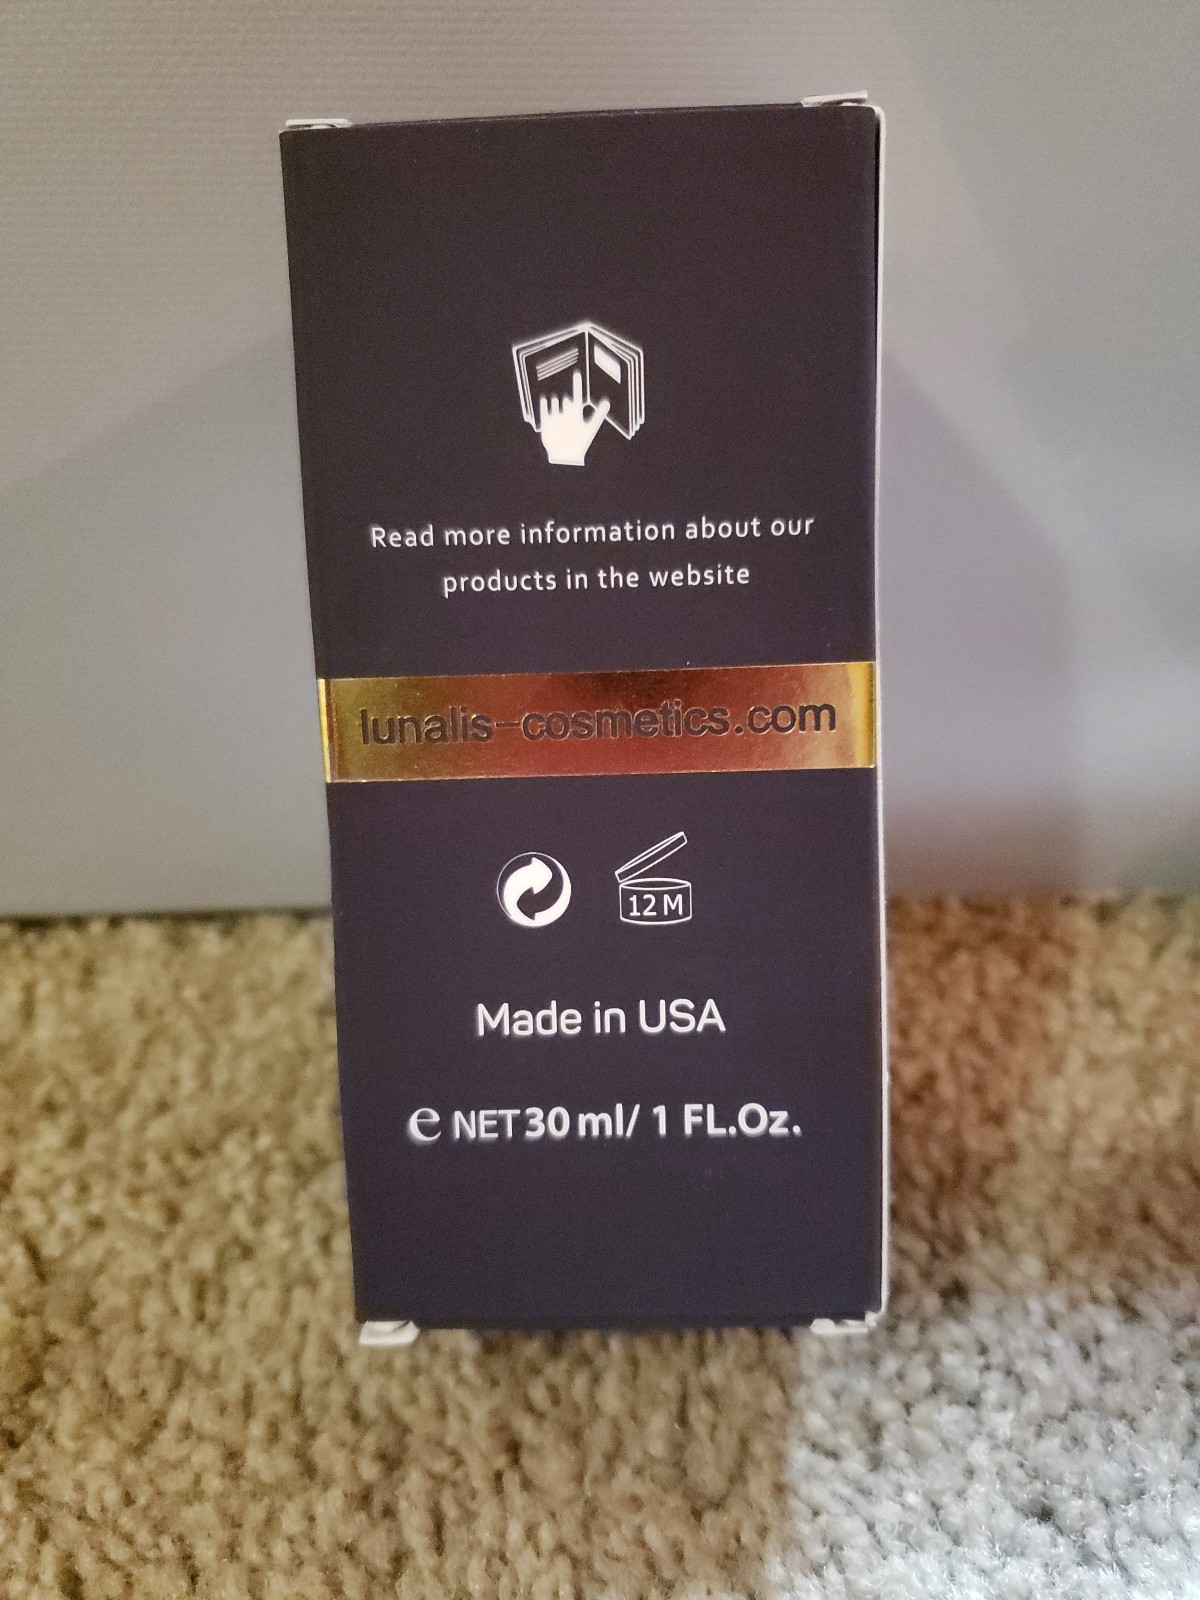 Read more information about our
products in the website
lunalis-cosmetics.com
12 M
Made in USA
e NET 30 ml/ 1 FL.Oz.